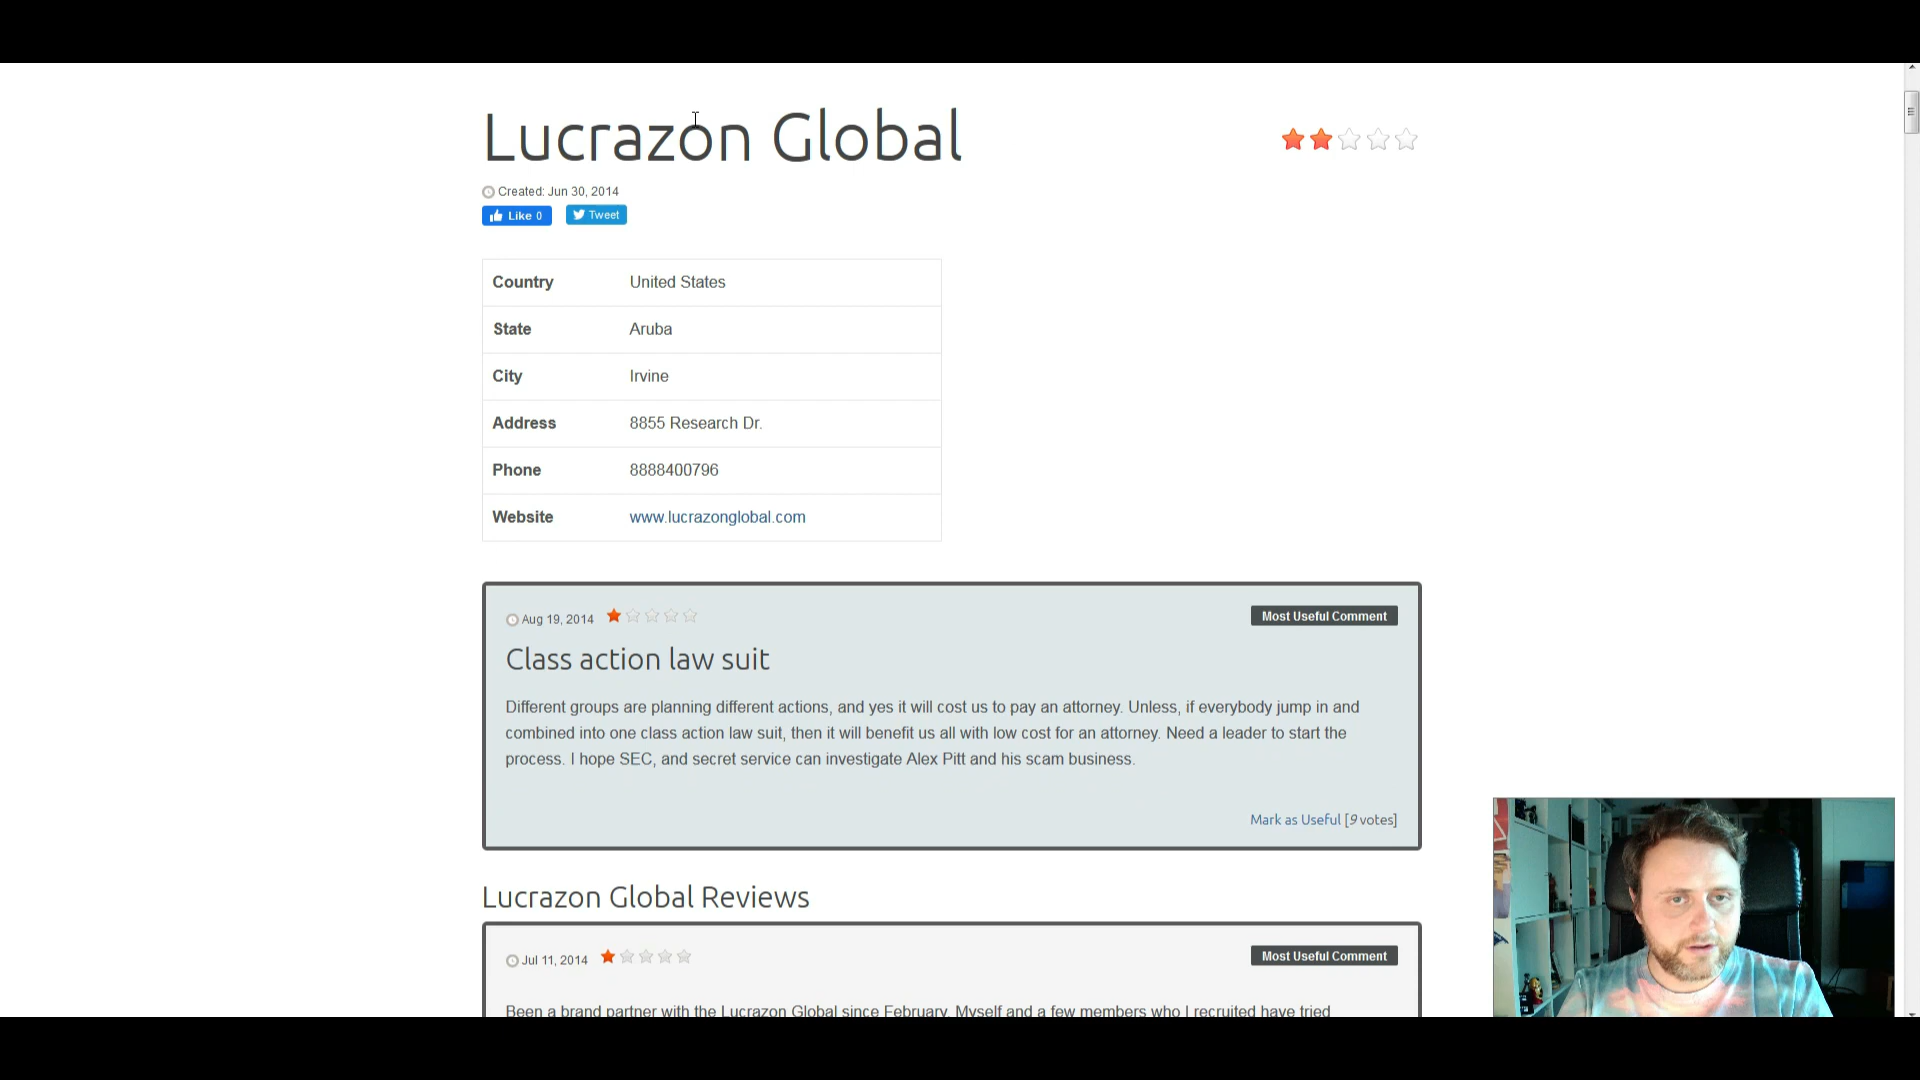 Lucrazon Global
Created: Jun 30, 2014
Like 0
Tweet
Country United States
State Aruba
City Irvine
Address 8855 Research Dr.
Phone 8888400796
Website www.lucrazonglobal.com
Aug 19, 2014
Most Useful Comment
Class action law suit
Different groups are planning different actions, and yes it will cost us to pay an attorney. Unless, if everybody jump in and
combined into one class action law suit, then it will benefit us all with low cost for an attorney. Need a leader to start the
process. I hope SEC, and secret service can investigate Alex Pitt and his scam business.
Mark as Useful [9 votes]
Lucrazon Global Reviews
Jul 11, 2014
Most Useful Comment
Been a brand partner with the Lucrazon Global since February. Myself and a few members who I recruited have tried